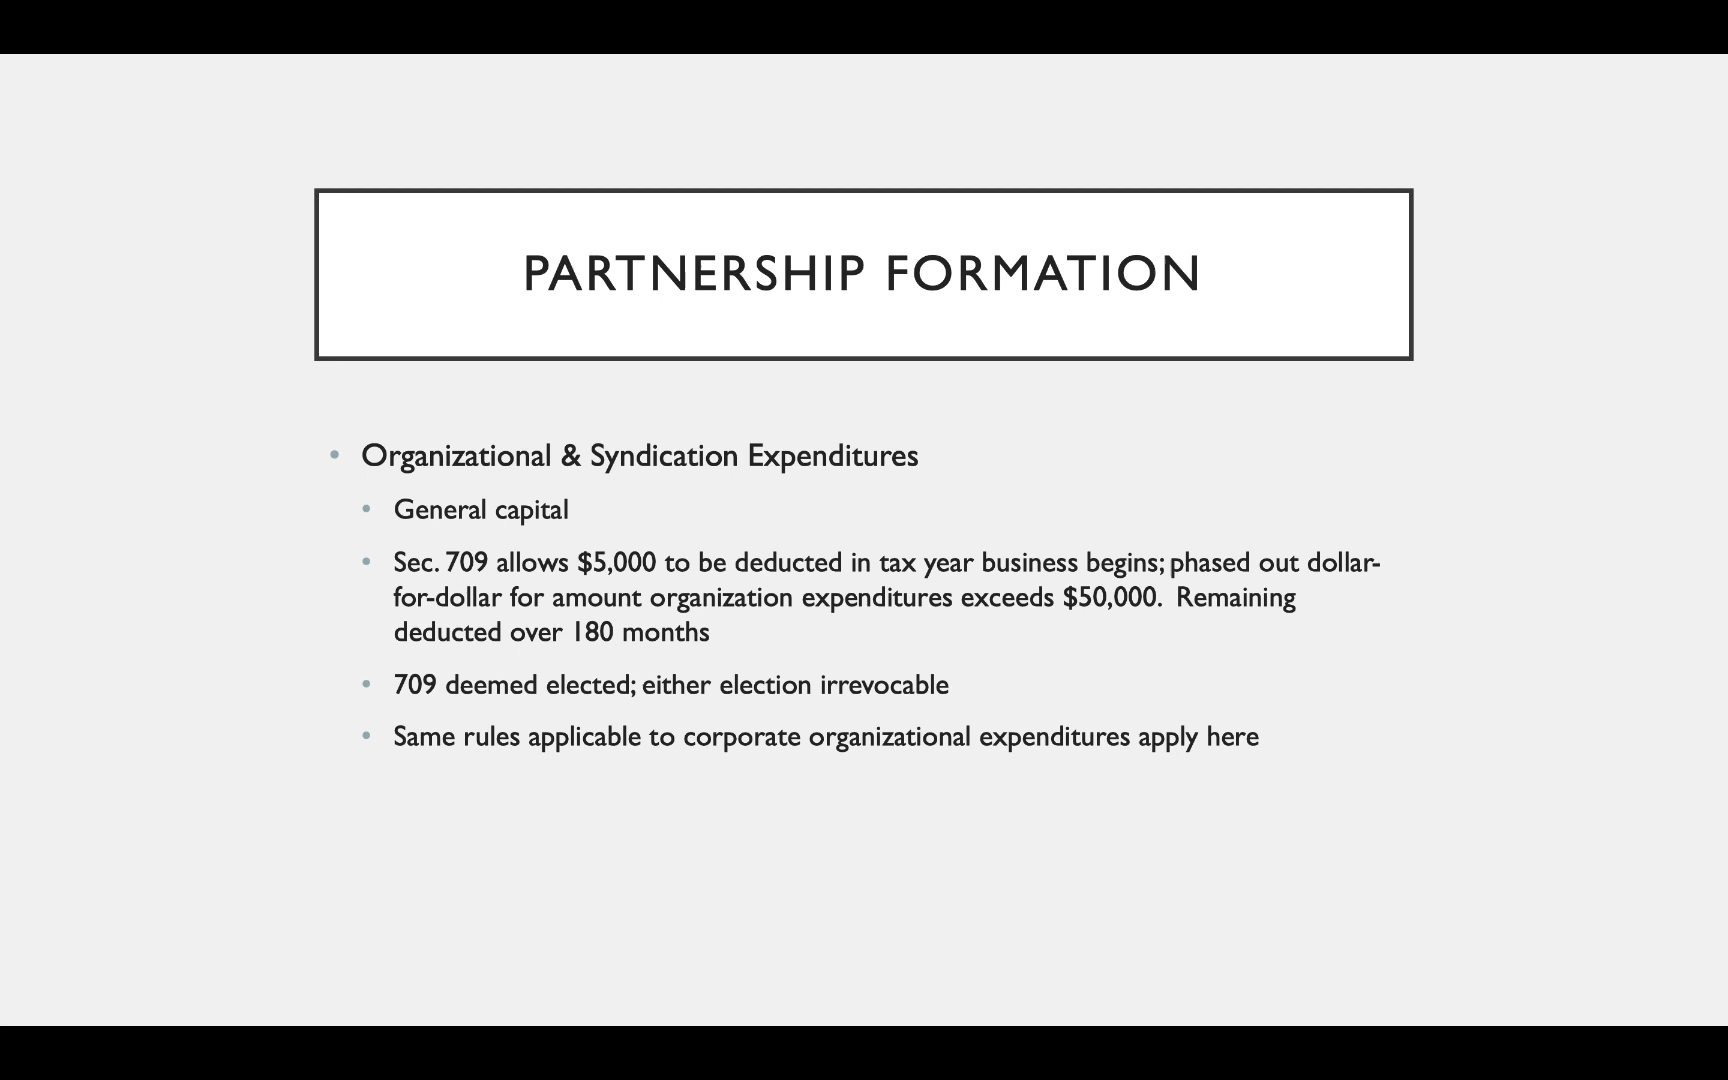 PARTNERSHIP FORMATION
• Organizational & Syndication Expenditures
• General capital
• Sec. 709 allows $5,000 to be deducted in tax year business begins; phased out dollar-
for-dollar for amount organization expenditures exceeds $50,000.  Remaining
deducted over 180 months
• 709 deemed elected; either election irrevocable
• Same rules applicable to corporate organizational expenditures apply here